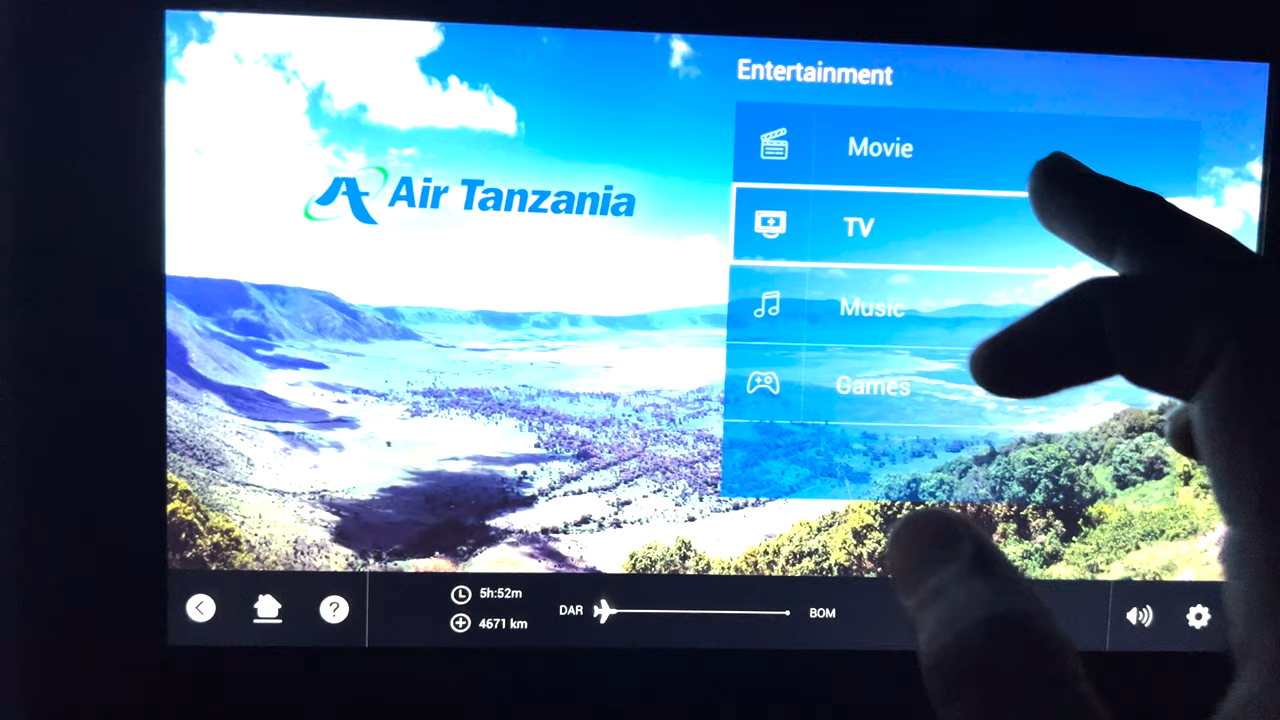 Entertainment
Air Tanzania
Movie
TV
Music
Games
5h:52m
4671 km
DAR
BOM